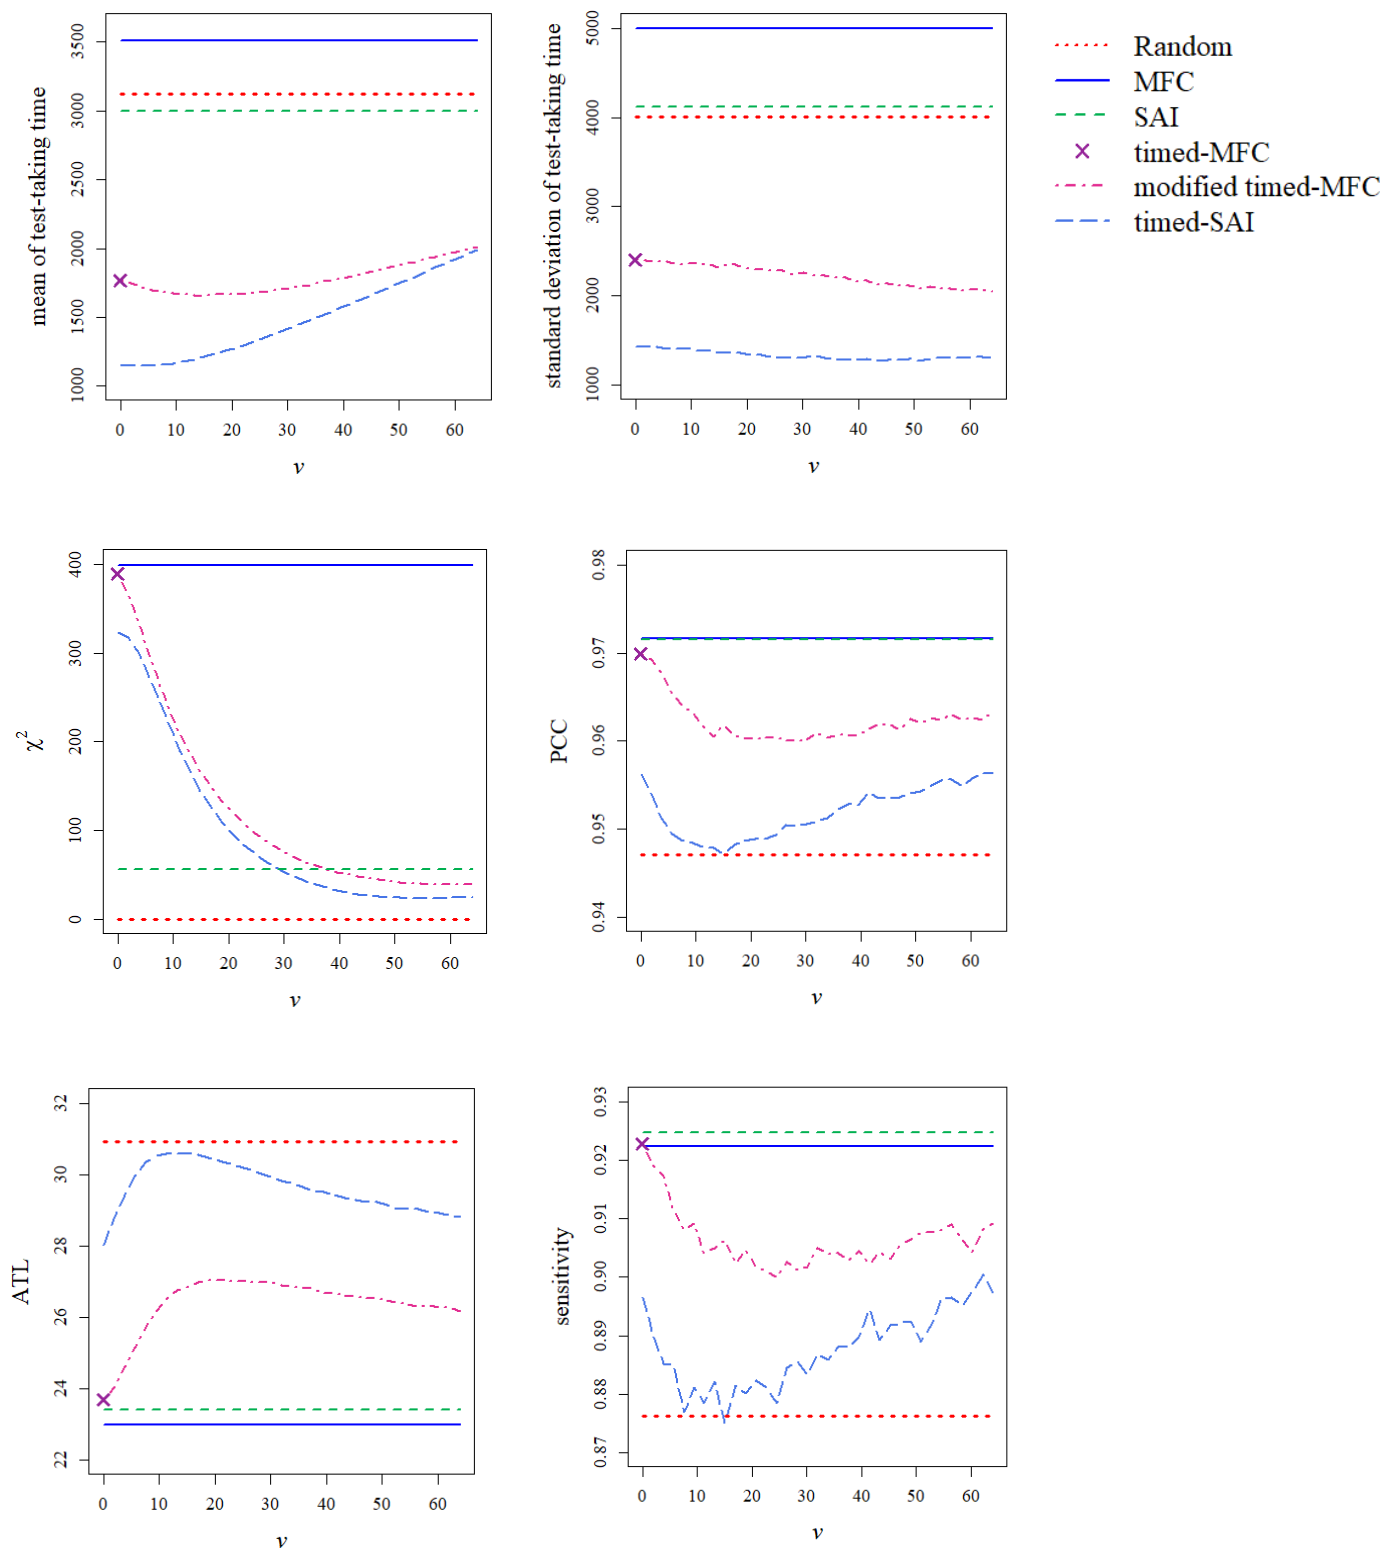 mean of test-taking time
3500
3000
2500
2000
1500
1000
0 10 20 30 40 50 60
v
standard deviation of test-taking time
5000
4000
3000
2000
1000
0 10 20 30 40 50 60
v
Random
MFC
SAI
timed-MFC
modified timed-MFC
timed-SAI
χ²
400
300
200
100
0
0 10 20 30 40 50 60
v
PCC
0.98
0.97
0.96
0.95
0.94
0 10 20 30 40 50 60
v
ATL
32
30
28
26
24
22
0 10 20 30 40 50 60
v
sensitivity
0.93
0.92
0.91
0.90
0.89
0.88
0.87
0 10 20 30 40 50 60
v